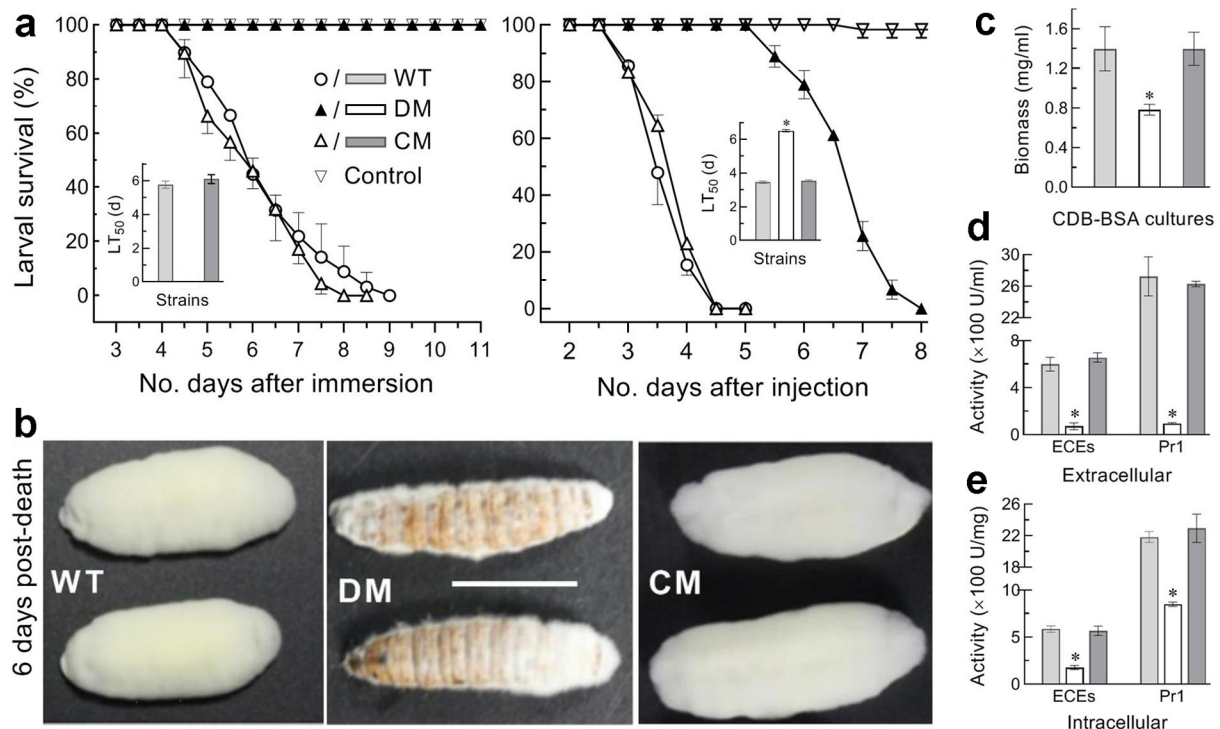 a
Larval survival (%)
100
80
60
40
20
0
/ WT
/ DM
/ CM
Control
LT50 (d)
6
4
2
0
Strains
3 4 5 6 7 8 9 10 11
No. days after immersion
100
80
60
40
20
0
LT50 (d)
6
4
2
0
*
Strains
2 3 4 5 6 7 8
No. days after injection
b
6 days post-death
WT
DM
CM
c
Biomass (mg/ml)
1.6
1.2
0.8
0.4
0.0
*
CDB-BSA cultures
d
Activity (×100 U/ml)
30
26
22
8
4
0
* *
ECEs Pr1
Extracellular
e
Activity (×100 U/mg)
26
22
18
10
5
0
* *
ECEs Pr1
Intracellular